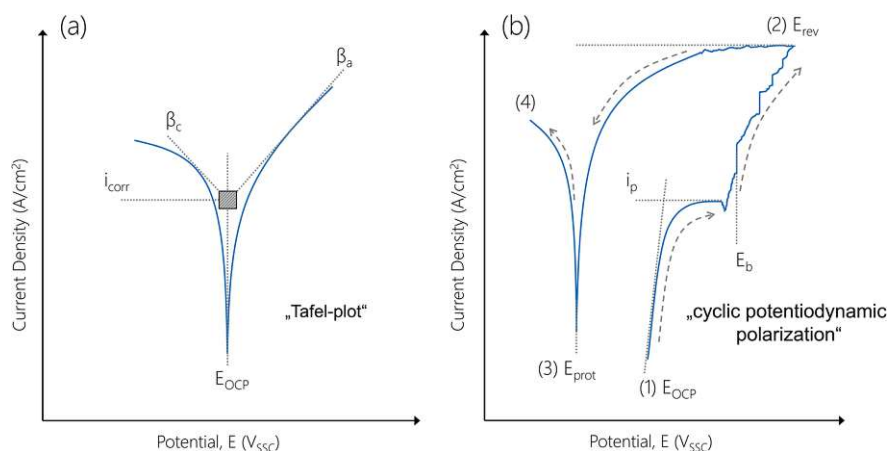 (a)
β_a
β_c
i_corr
Current Density (A/cm²)
„Tafel-plot“
E_OCP
Potential, E (V_SSC)
(b)
(2) E_rev
(4)
i_p
E_b
Current Density (A/cm²)
„cyclic potentiodynamic
polarization“
(3) E_prot
(1) E_OCP
Potential, E (V_SSC)